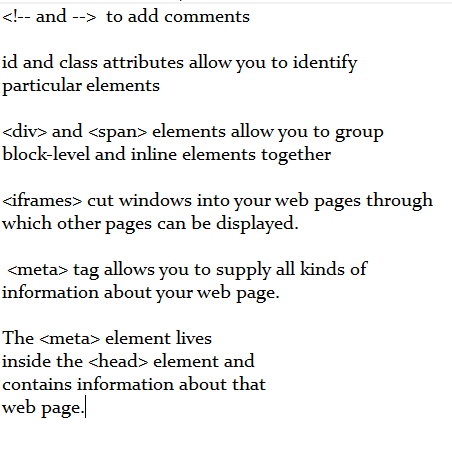 <!-- and --> to add comments
id and class attributes allow you to identify
particular elements
<div> and <span> elements allow you to group
block-level and inline elements together
<iframes> cut windows into your web pages through
which other pages can be displayed.
<meta> tag allows you to supply all kinds of
information about your web page.
The <meta> element lives
inside the <head> element and
contains information about that
web page.